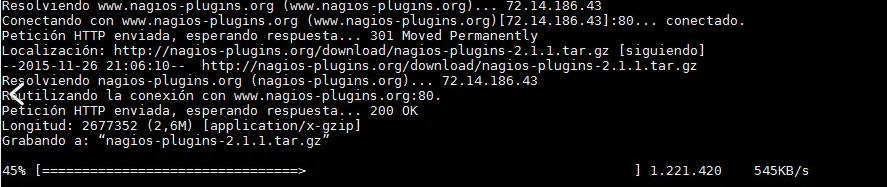 Resolviendo www.nagios-plugins.org (www.nagios-plugins.org)... 72.14.186.43
Conectando con www.nagios-plugins.org (www.nagios-plugins.org)[72.14.186.43]:80... conectado.
Petición HTTP enviada, esperando respuesta... 301 Moved Permanently
Localización: http://nagios-plugins.org/download/nagios-plugins-2.1.1.tar.gz [siguiendo]
--2015-11-26 21:06:10--  http://nagios-plugins.org/download/nagios-plugins-2.1.1.tar.gz
Resolviendo nagios-plugins.org (nagios-plugins.org)... 72.14.186.43
Reutilizando la conexión con www.nagios-plugins.org:80.
Petición HTTP enviada, esperando respuesta... 200 OK
Longitud: 2677352 (2,6M) [application/x-gzip]
Grabando a: “nagios-plugins-2.1.1.tar.gz”
45% [================================>                                         ] 1.221.420    545KB/s